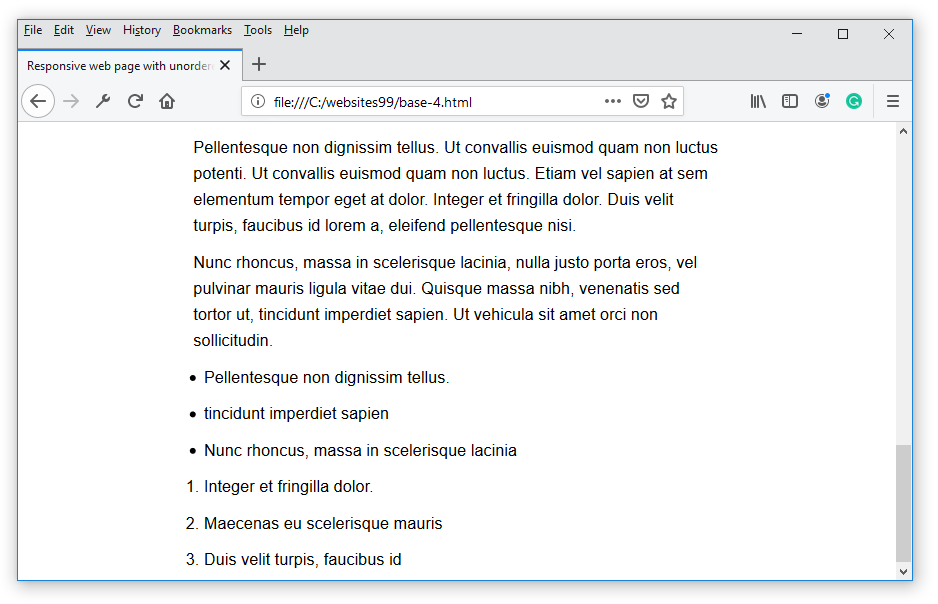 File Edit View History Bookmarks Tools Help
Responsive web page with unordere
file:///C:/websites99/base-4.html
Pellentesque non dignissim tellus. Ut convallis euismod quam non luctus
potenti. Ut convallis euismod quam non luctus. Etiam vel sapien at sem
elementum tempor eget at dolor. Integer et fringilla dolor. Duis velit
turpis, faucibus id lorem a, eleifend pellentesque nisi.
Nunc rhoncus, massa in scelerisque lacinia, nulla justo porta eros, vel
pulvinar mauris ligula vitae dui. Quisque massa nibh, venenatis sed
tortor ut, tincidunt imperdiet sapien. Ut vehicula sit amet orci non
sollicitudin.
• Pellentesque non dignissim tellus.
• tincidunt imperdiet sapien
• Nunc rhoncus, massa in scelerisque lacinia
1. Integer et fringilla dolor.
2. Maecenas eu scelerisque mauris
3. Duis velit turpis, faucibus id